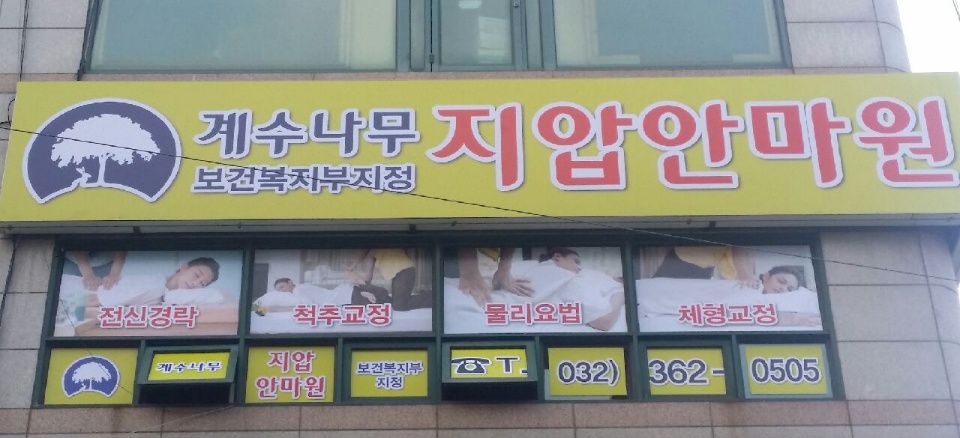 계수나무 지압안마원
보건복지부지정
전신경락 척추교정 물리요법 체형교정
계수나무 지압 안마원 보건복지부 지정 ☎T. 032) 362-0505